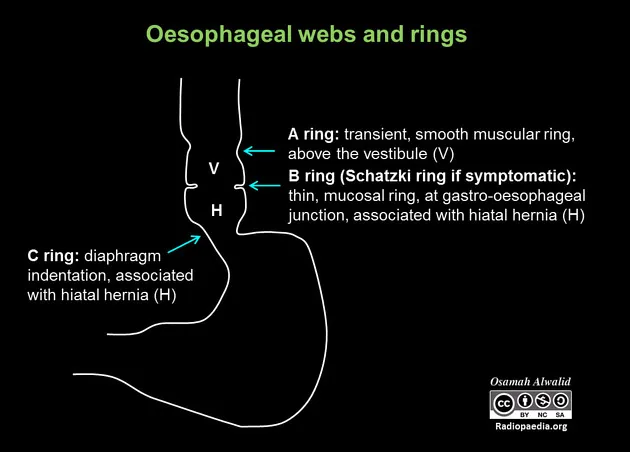 Oesophageal webs and rings
A ring: transient, smooth muscular ring,
above the vestibule (V)
B ring (Schatzki ring if symptomatic):
thin, mucosal ring, at gastro-oesophageal
junction, associated with hiatal hernia (H)
V
H
C ring: diaphragm
indentation, associated
with hiatal hernia (H)
Osamah Alwalid
cc
BY NC SA
Radiopaedia.org